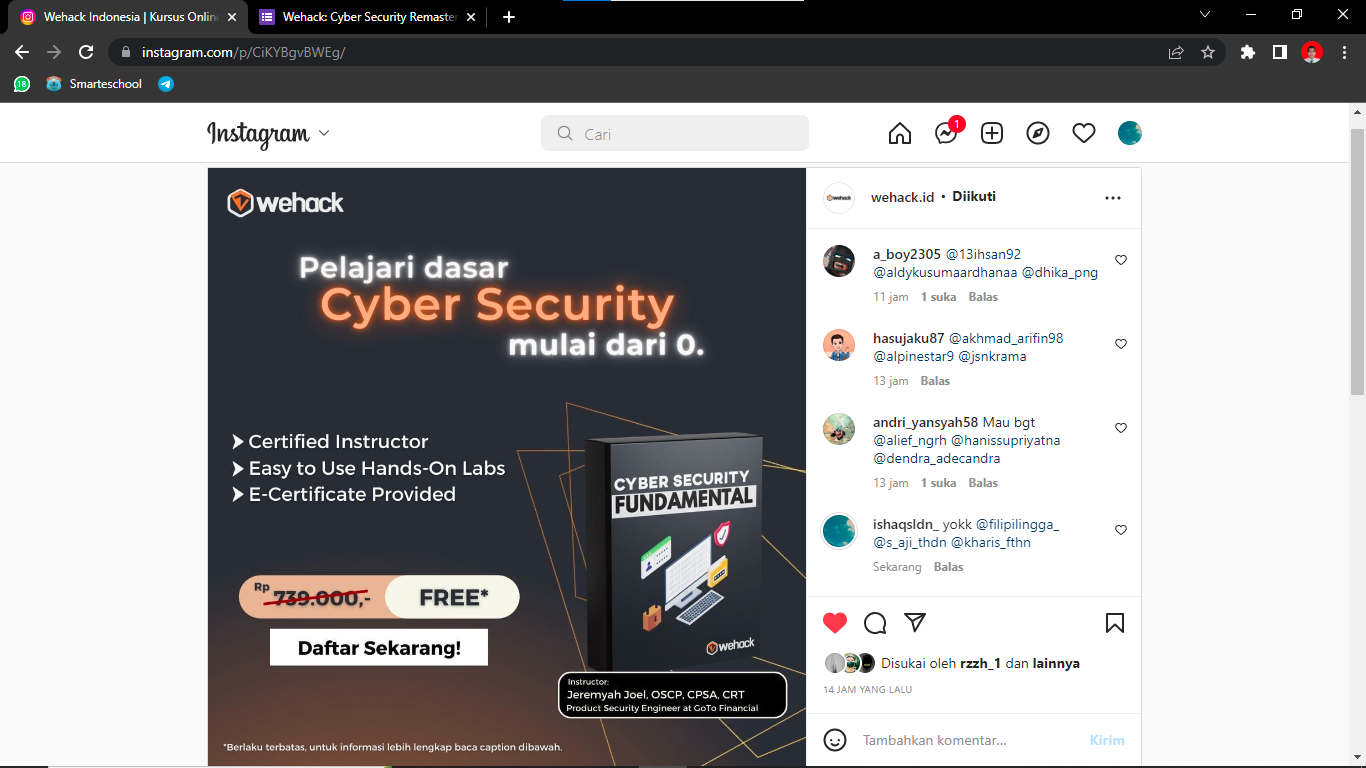 Wehack Indonesia | Kursus Online
Wehack: Cyber Security Remaster
instagram.com/p/CiKYBgvBWEg/
18
Smarteschool
Instagram
Cari
1
wehack
Pelajari dasar
Cyber Security
mulai dari 0.
Certified Instructor
Easy to Use Hands-On Labs
E-Certificate Provided
CYBER SECURITY
FUNDAMENTAL
wehack
Rp 739.000,-
FREE*
Daftar Sekarang!
Instructor:
Jeremyah Joel, OSCP, CPSA, CRT
Product Security Engineer at GoTo Financial
*Berlaku terbatas, untuk informasi lebih lengkap baca caption dibawah.
wehack
wehack.id • Diikuti
a_boy2305 @13ihsan92
@aldykusumaardhanaa @dhika_png
11 jam 1 suka Balas
hasujaku87 @akhmad_arifin98
@alpinestar9 @jsnkrama
13 jam Balas
andri_yansyah58 Mau bgt
@alief_ngrh @hanissupriyatna
@dendra_adecandra
13 jam 1 suka Balas
ishaqsldn_ yokk @filipilingga_
@s_aji_thdn @kharis_fthn
Sekarang Balas
Disukai oleh rzzh_1 dan lainnya
14 JAM YANG LALU
Tambahkan komentar...
Kirim